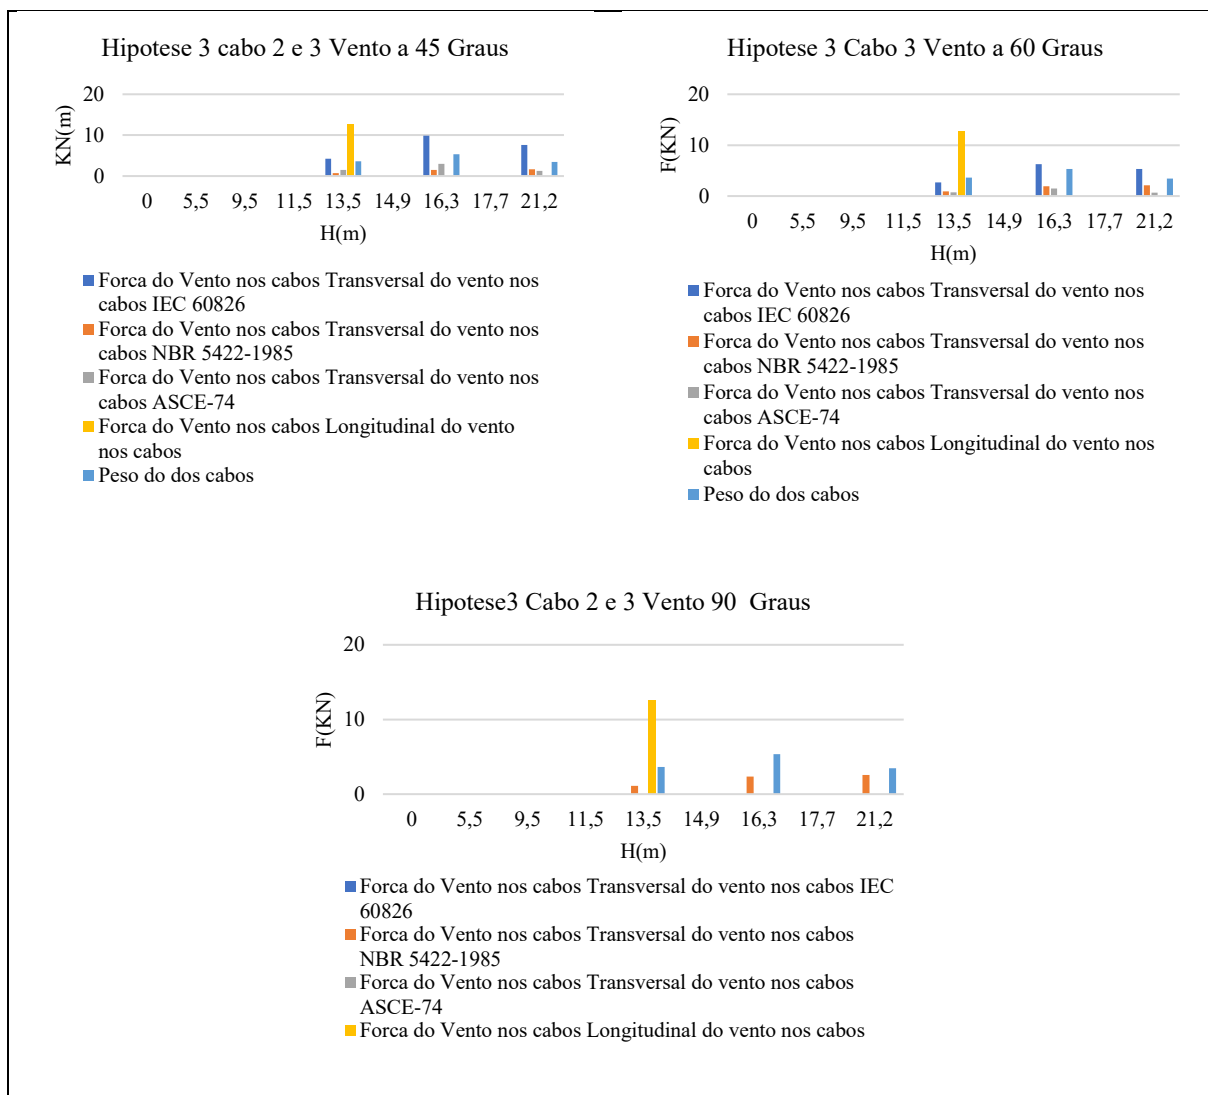 Hipotese 3 cabo 2 e 3 Vento a 45 Graus
20
10
0
KN(m)
0 5,5 9,5 11,5 13,5 14,9 16,3 17,7 21,2
H(m)
Forca do Vento nos cabos Transversal do vento nos
cabos IEC 60826
Forca do Vento nos cabos Transversal do vento nos
cabos NBR 5422-1985
Forca do Vento nos cabos Transversal do vento nos
cabos ASCE-74
Forca do Vento nos cabos Longitudinal do vento
nos cabos
Peso do dos cabos
Hipotese 3 Cabo 3 Vento a 60 Graus
20
10
0
F(KN)
0 5,5 9,5 11,5 13,5 14,9 16,3 17,7 21,2
H(m)
Forca do Vento nos cabos Transversal do vento nos
cabos IEC 60826
Forca do Vento nos cabos Transversal do vento nos
cabos NBR 5422-1985
Forca do Vento nos cabos Transversal do vento nos
cabos ASCE-74
Forca do Vento nos cabos Longitudinal do vento nos
cabos
Peso do dos cabos
Hipotese3 Cabo 2 e 3 Vento 90 Graus
20
10
0
F(KN)
0 5,5 9,5 11,5 13,5 14,9 16,3 17,7 21,2
H(m)
Forca do Vento nos cabos Transversal do vento nos cabos IEC
60826
Forca do Vento nos cabos Transversal do vento nos cabos
NBR 5422-1985
Forca do Vento nos cabos Transversal do vento nos cabos
ASCE-74
Forca do Vento nos cabos Longitudinal do vento nos cabos